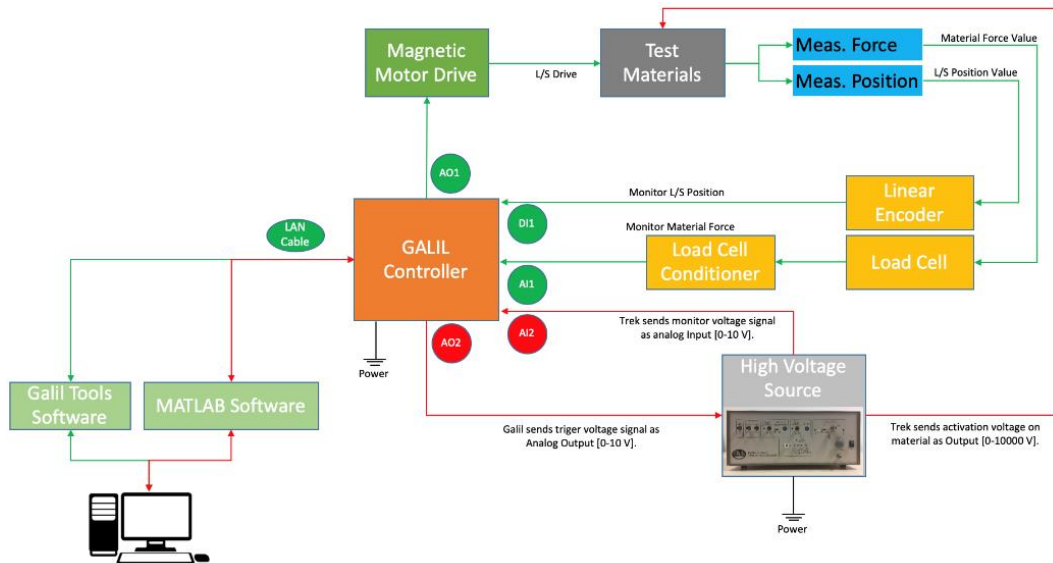 Magnetic
Motor Drive
L/S Drive
Test
Materials
Meas. Force
Material Force Value
Meas. Position
L/S Position Value
AO1
Monitor L/S Position
Linear
Encoder
DI1
LAN
Cable
GALIL
Controller
Monitor Material Force
Load Cell
Conditioner
Load Cell
AI1
AO2
AI2
Trek sends monitor voltage signal
as analog Input [0-10 V].
Power
High Voltage
Source
Galil Tools
Software
MATLAB Software
Galil sends triger voltage signal as
Analog Output [0-10 V].
Trek sends activation voltage on
material as Output [0-10000 V].
Power